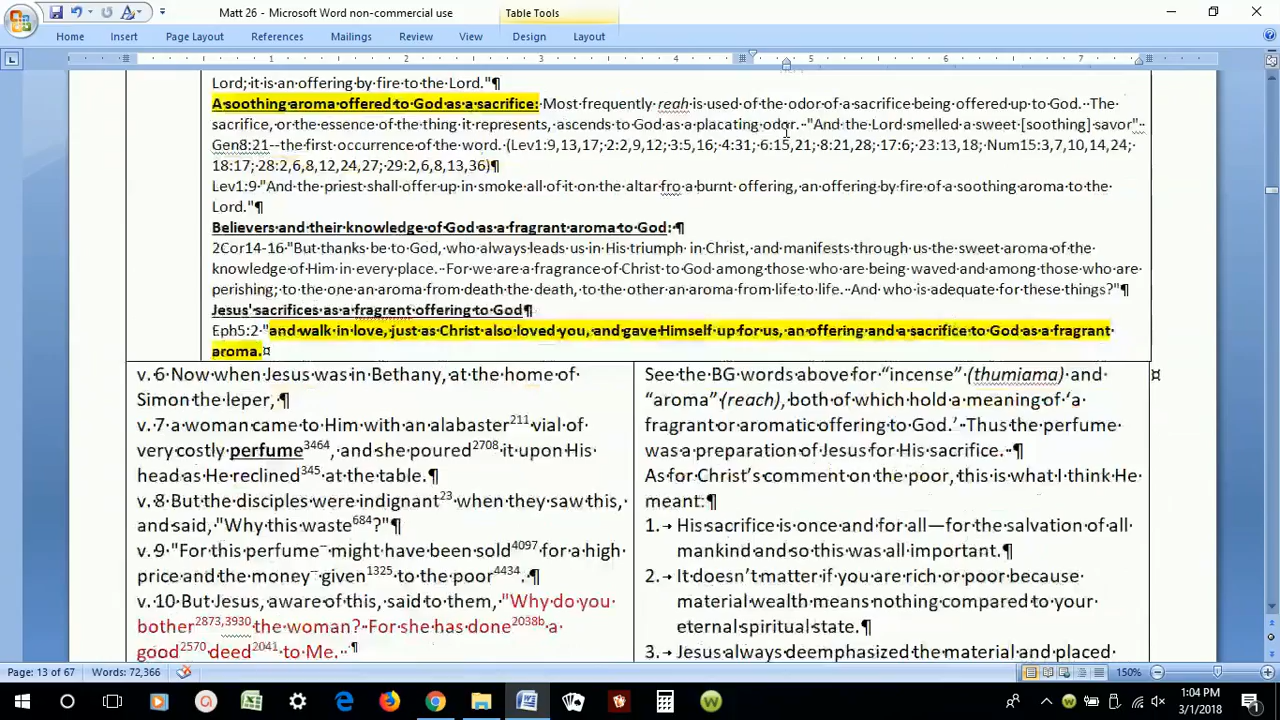 Matt 26 - Microsoft Word non-commercial use
Table Tools
Home Insert Page Layout References Mailings Review View Design Layout
1 2 3 4 5 6 7
Lord; it is an offering by fire to the Lord."¶
A soothing aroma offered to God as a sacrifice: Most frequently reah is used of the odor of a sacrifice being offered up to God. The
sacrifice, or the essence of the thing it represents, ascends to God as a placating odor. "And the Lord smelled a sweet [soothing] savor"
Gen8:21--the first occurrence of the word. (Lev1:9,13,17; 2:2,9,12; 3:5,16; 4:31; 6:15,21; 8:21,28; 17:6; 23:13,18; Num15:3,7,10,14,24;
18:17; 28:2,6,8,12,24,27; 29:2,6,8,13,36)¶
Lev1:9 "And the priest shall offer up in smoke all of it on the altar fro a burnt offering, an offering by fire of a soothing aroma to the
Lord."¶
Believers and their knowledge of God as a fragrant aroma to God: ¶
2Cor14-16 "But thanks be to God, who always leads us in His triumph in Christ, and manifests through us the sweet aroma of the
knowledge of Him in every place. For we are a fragrance of Christ to God among those who are being waved and among those who are
perishing; to the one an aroma from death the death, to the other an aroma from life to life. And who is adequate for these things?"¶
Jesus' sacrifices as a fragrent offering to God¶
Eph5:2 "and walk in love, just as Christ also loved you, and gave Himself up for us, an offering and a sacrifice to God as a fragrant
aroma.¤
v. 6 Now when Jesus was in Bethany, at the home of
Simon the leper, ¶
v. 7 a woman came to Him with an alabaster211 vial of
very costly perfume3464, and she poured2708 it upon His
head as He reclined345 at the table.¶
v. 8 But the disciples were indignant23 when they saw this,
and said, "Why this waste684?"¶
v. 9 "For this perfume~ might have been sold4097 for a high
price and the money~ given1325 to the poor4434. ¶
v. 10 But Jesus, aware of this, said to them, "Why do you
bother2873,3930 the woman? For she has done2038b a
good2570 deed2041 to Me. ¶
See the BG words above for “incense” (thumiama) and
“aroma” (reach), both of which hold a meaning of ‘a
fragrant or aromatic offering to God.’ Thus the perfume
was a preparation of Jesus for His sacrifice. ¶
As for Christ’s comment on the poor, this is what I think He
meant:¶
1. His sacrifice is once and for all—for the salvation of all
mankind and so this was all important.¶
2. It doesn’t matter if you are rich or poor because
material wealth means nothing compared to your
eternal spiritual state.¶
3. Jesus always deemphasized the material and placed
Page: 13 of 67 Words: 72,366 150%
1:04 PM
3/1/2018